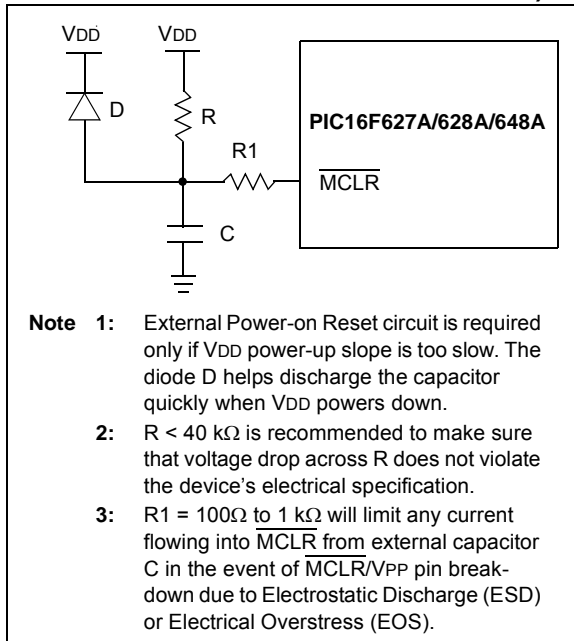 VDD VDD
D R PIC16F627A/628A/648A
R1
MCLR
C
Note 1: External Power-on Reset circuit is required
only if VDD power-up slope is too slow. The
diode D helps discharge the capacitor
quickly when VDD powers down.
2: R < 40 kΩ is recommended to make sure
that voltage drop across R does not violate
the device's electrical specification.
3: R1 = 100Ω to 1 kΩ will limit any current
flowing into MCLR from external capacitor
C in the event of MCLR/VPP pin break-
down due to Electrostatic Discharge (ESD)
or Electrical Overstress (EOS).